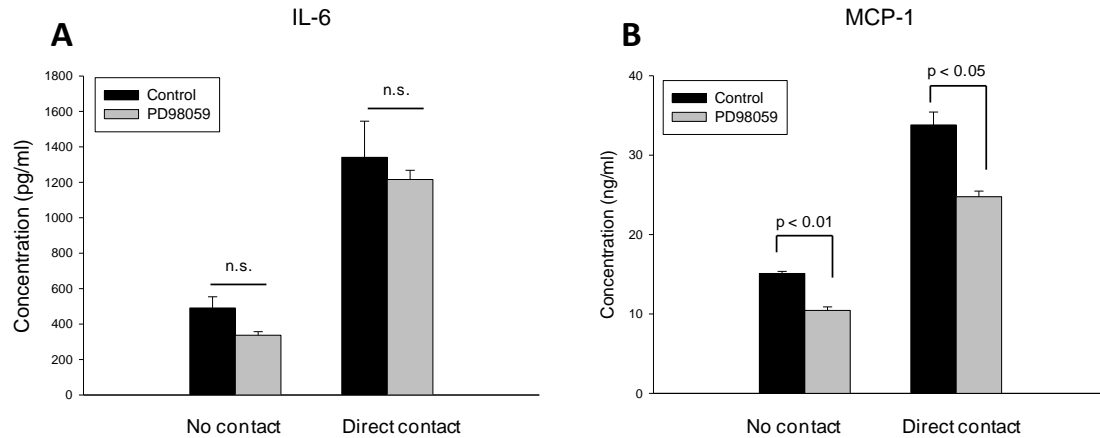 A
IL-6
Concentration (pg/ml)
1800
1600
1400
1200
1000
800
600
400
200
0
Control
PD98059
n.s.
n.s.
No contact
Direct contact
B
MCP-1
Concentration (ng/ml)
40
30
20
10
0
Control
PD98059
p < 0.01
p < 0.05
No contact
Direct contact